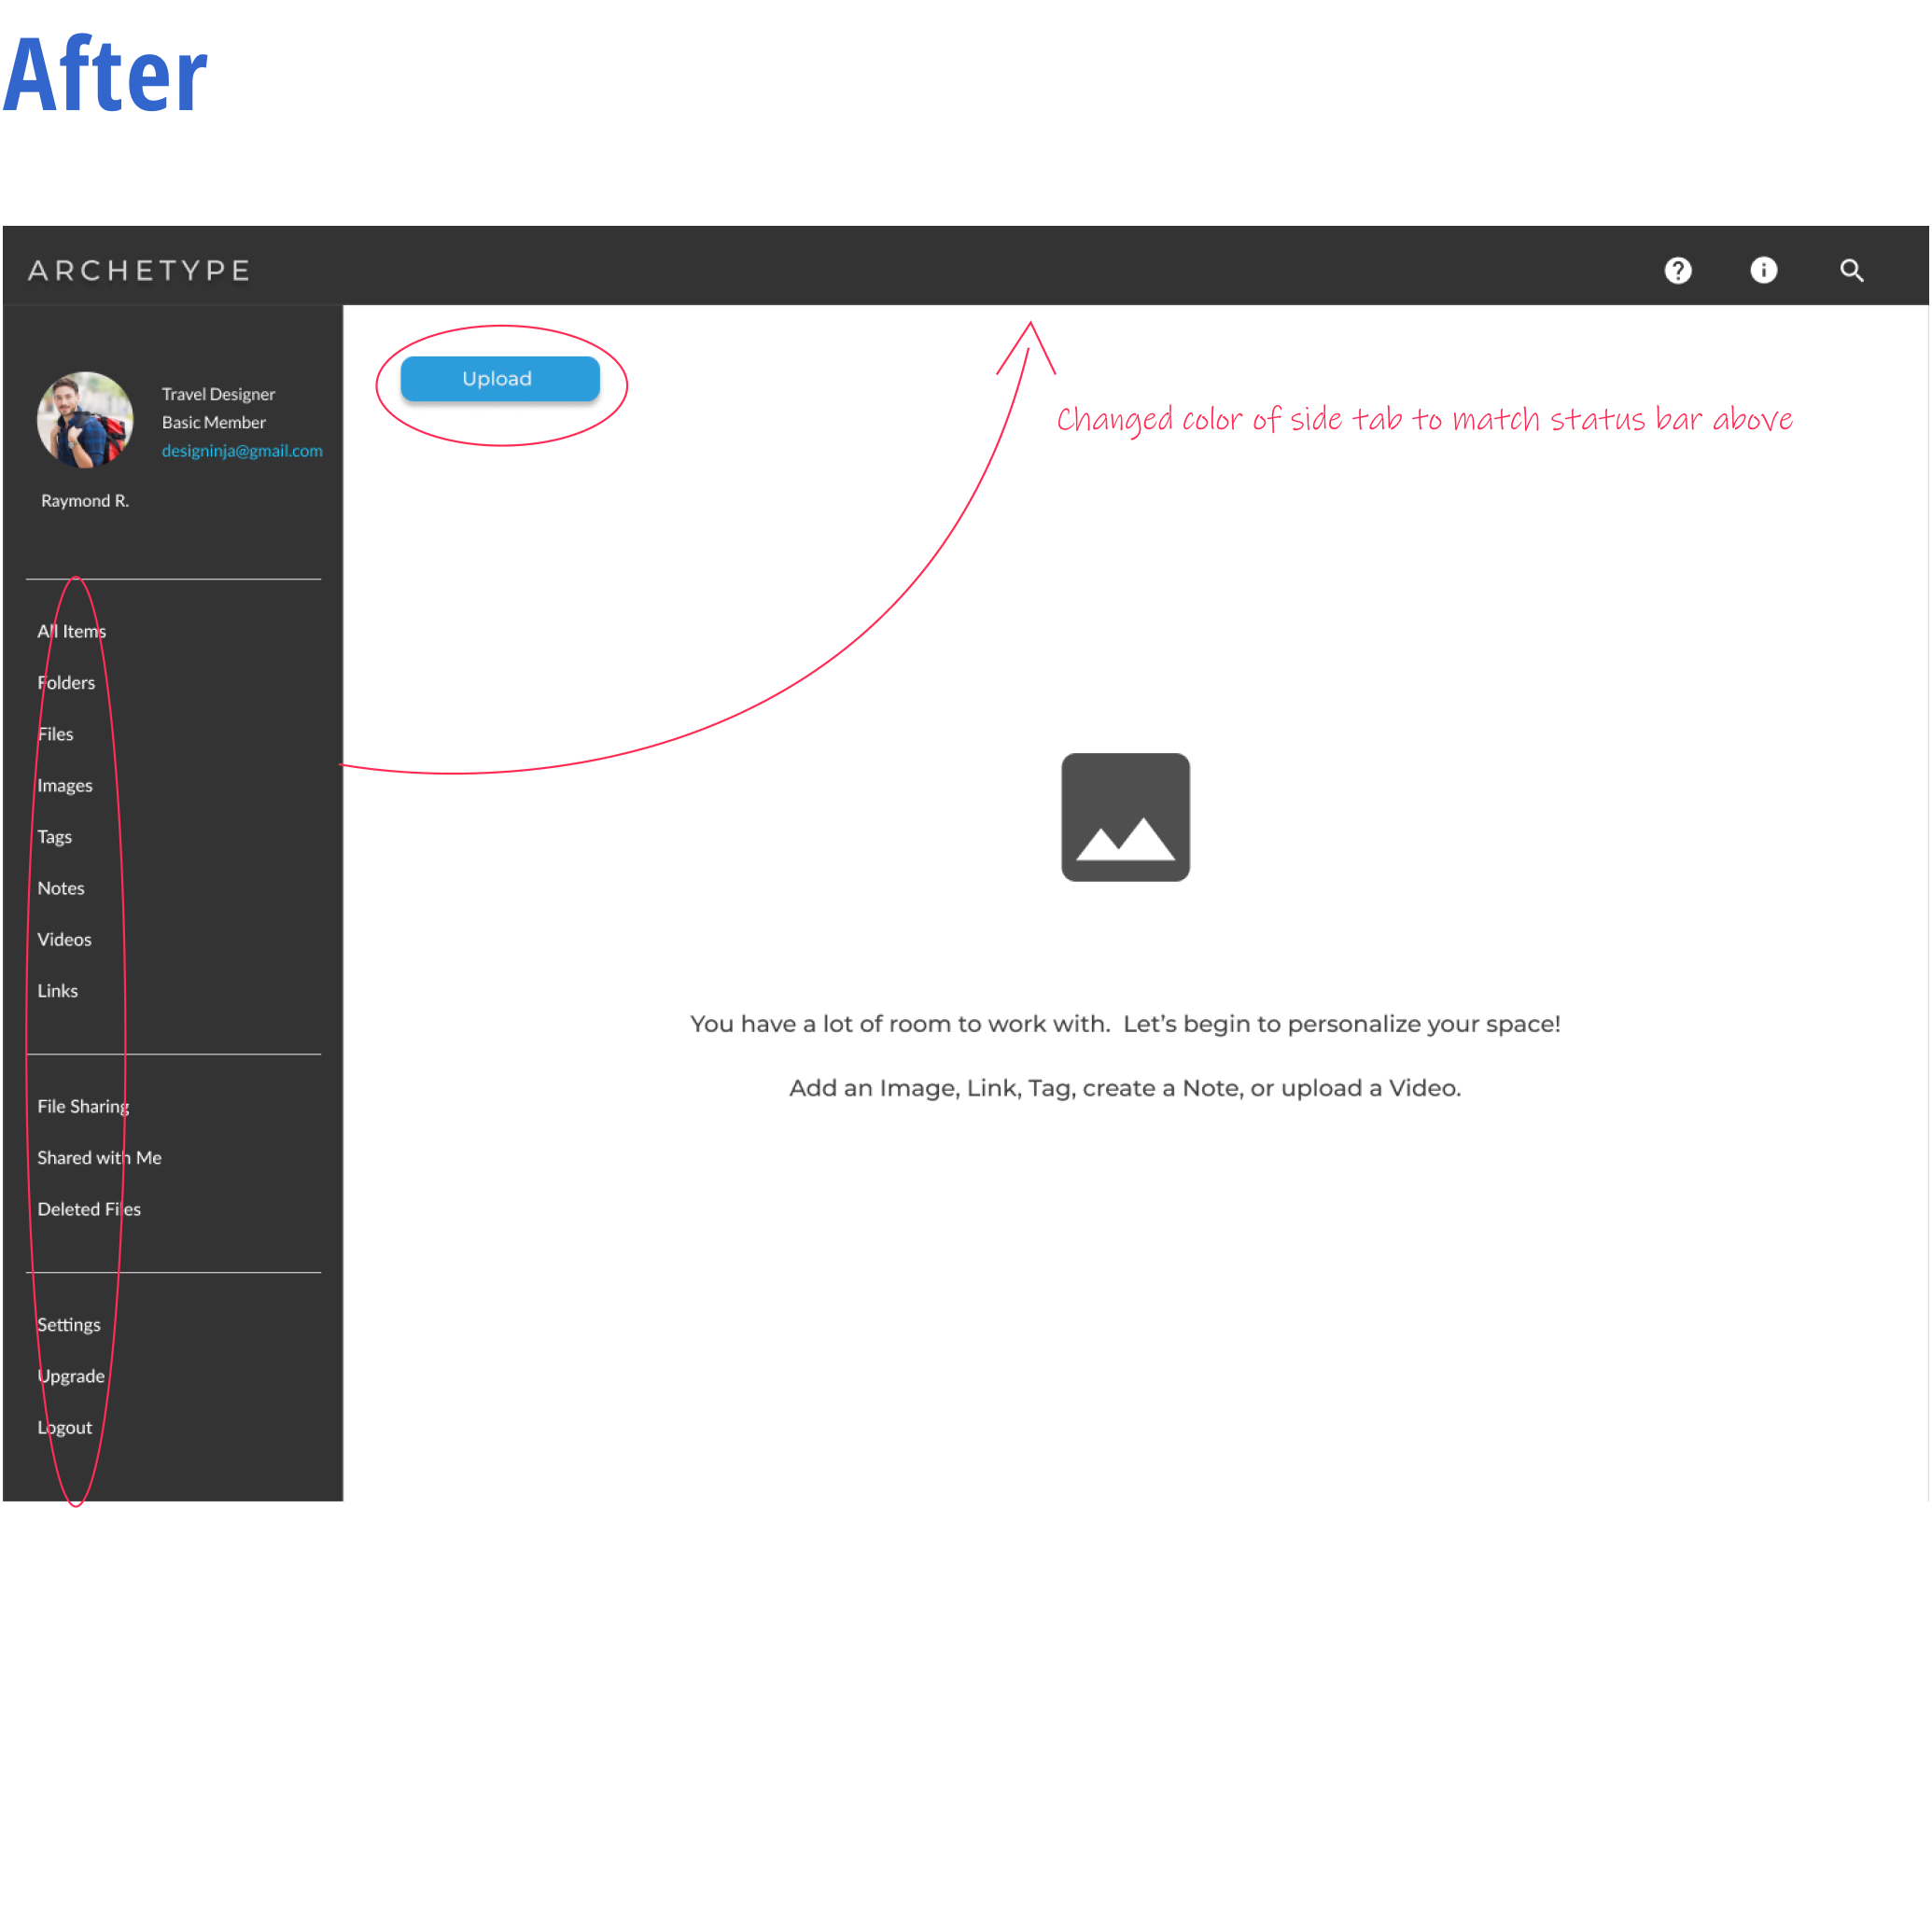 After
ARCHETYPE
Travel Designer
Basic Member
designinja@gmail.com
Raymond R.
Upload
Changed color of side tab to match status bar above
All Items
Folders
Files
Images
Tags
Notes
Videos
Links
File Sharing
Shared with Me
Deleted Files
Settings
Upgrade
Logout
You have a lot of room to work with.  Let’s begin to personalize your space!
Add an Image, Link, Tag, create a Note, or upload a Video.